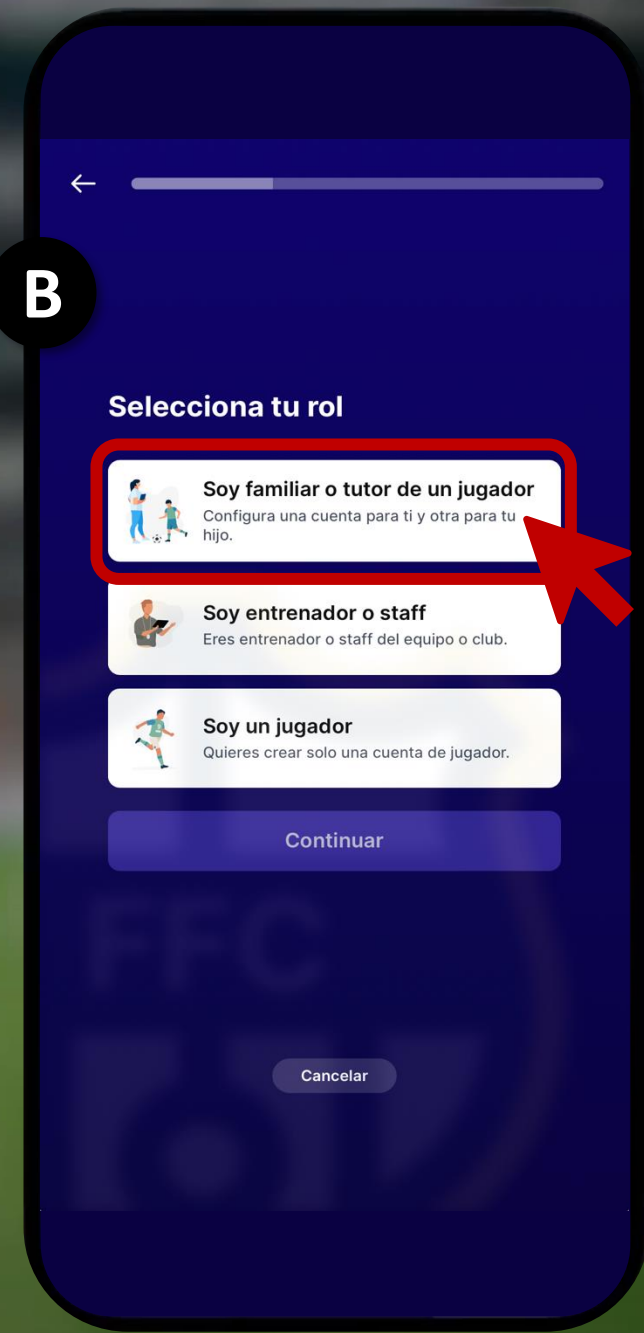 B
Selecciona tu rol
Soy familiar o tutor de un jugador
Configura una cuenta para ti y otra para tu
hijo.
Soy entrenador o staff
Eres entrenador o staff del equipo o club.
Soy un jugador
Quieres crear solo una cuenta de jugador.
Continuar
FFC
Cancelar